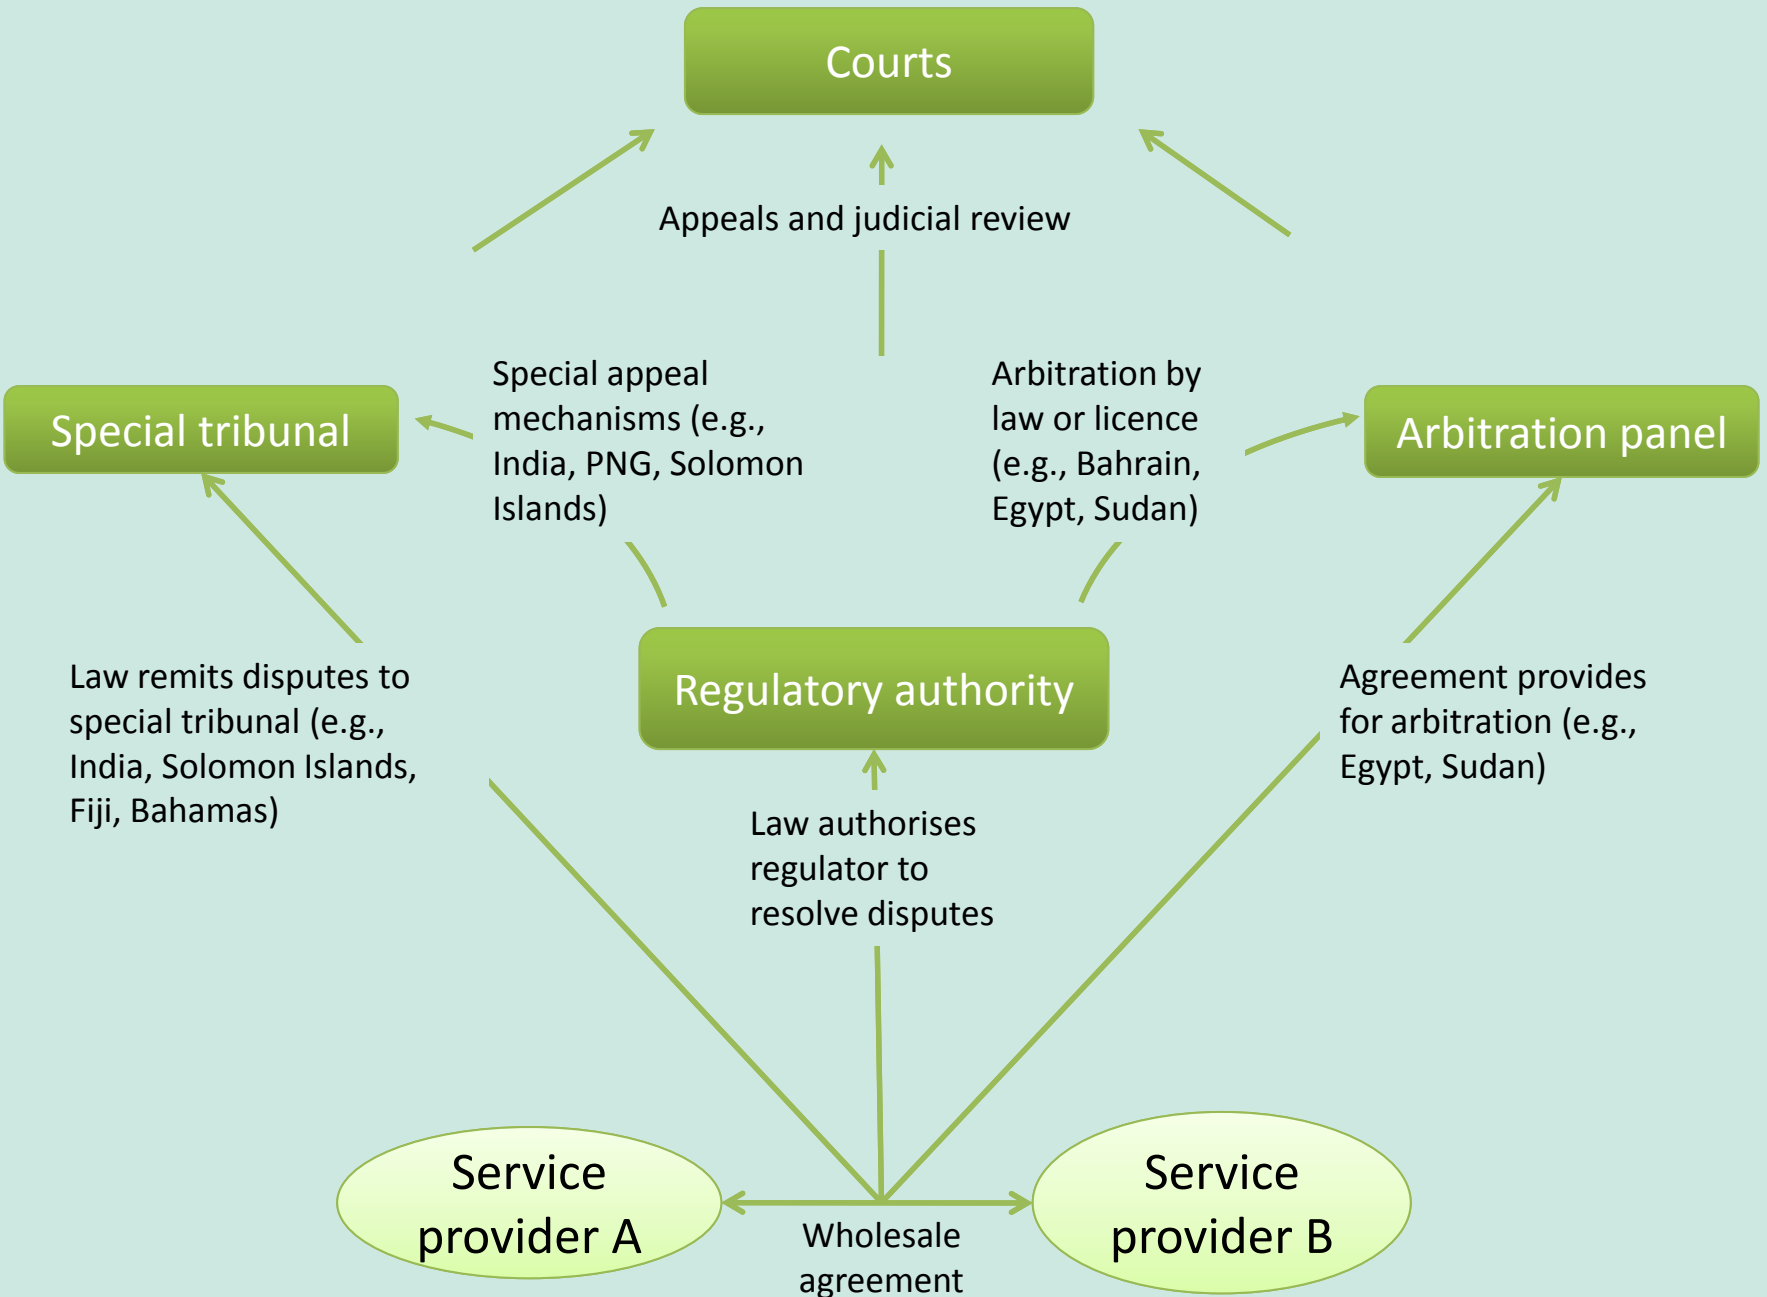 Courts
Appeals and judicial review
Special tribunal
Special appeal
mechanisms (e.g.,
India, PNG, Solomon
Islands)
Arbitration by
law or licence
(e.g., Bahrain,
Egypt, Sudan)
Arbitration panel
Law remits disputes to
special tribunal (e.g.,
India, Solomon Islands,
Fiji, Bahamas)
Regulatory authority
Agreement provides
for arbitration (e.g.,
Egypt, Sudan)
Law authorises
regulator to
resolve disputes
Service
provider A
Wholesale
agreement
Service
provider B